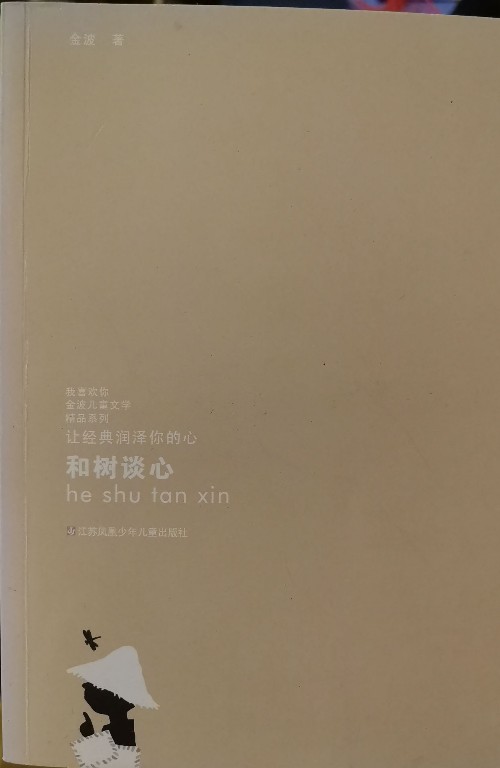 金波 著
我喜欢你
金波儿童文学
精品系列
让经典润泽你的心
和树谈心
he shu tan xin
江苏凤凰少年儿童出版社